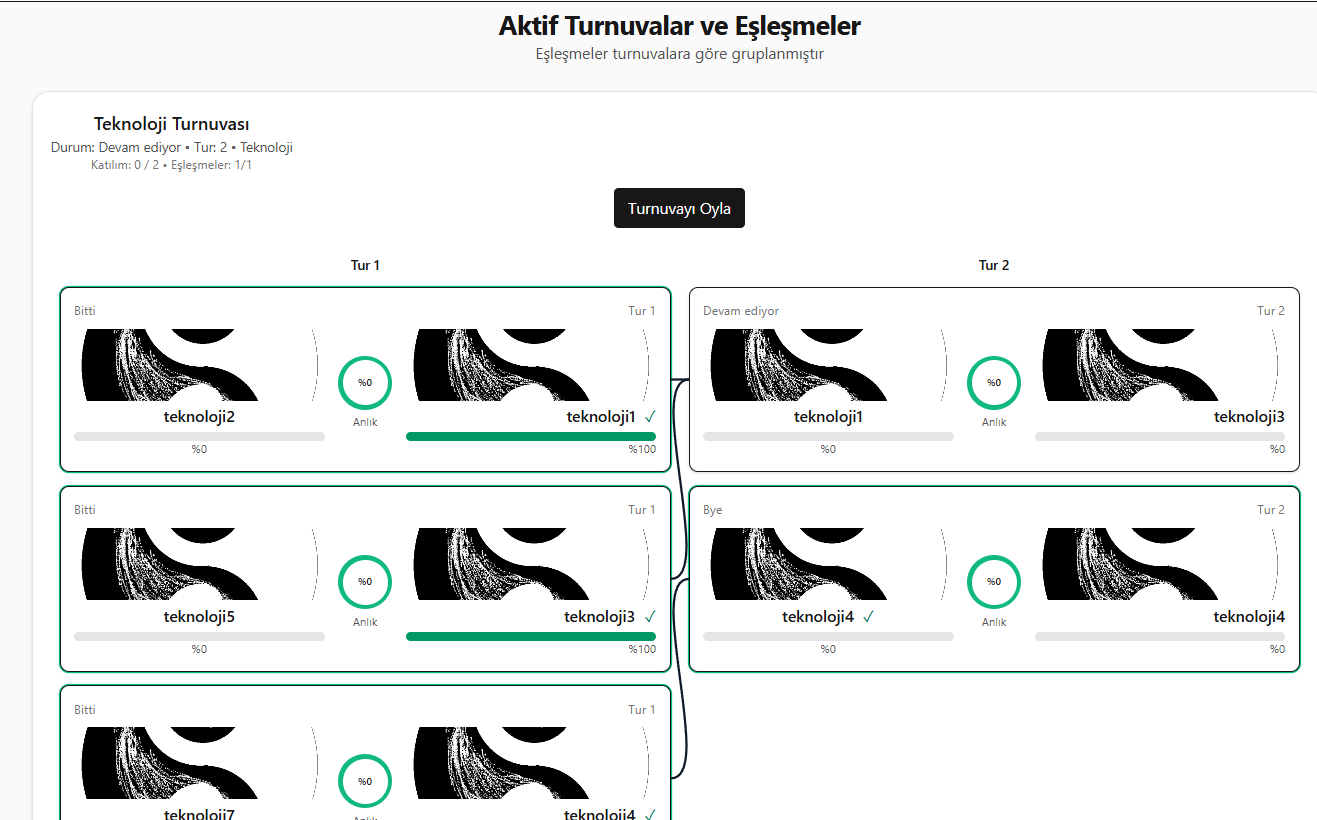 Aktif Turnuvalar ve Eşleşmeler
Eşleşmeler turnuvalara göre gruplanmıştır
Teknoloji Turnuvası
Durum: Devam ediyor • Tur: 2 • Teknoloji
Katılım: 0 / 2 • Eşleşmeler: 1/1
Turnuvayı Oyla
Tur 1
Bitti Tur 1
%0
teknoloji2 Anlık teknoloji1 ✓
%0 %100
Bitti Tur 1
%0
teknoloji5 Anlık teknoloji3 ✓
%0 %100
Bitti Tur 1
%0
teknoloji7 Anlık teknoloji4 ✓
Tur 2
Devam ediyor Tur 2
%0
teknoloji1 Anlık teknoloji3
%0 %0
Bye Tur 2
%0
teknoloji4 ✓ Anlık teknoloji4
%0 %0